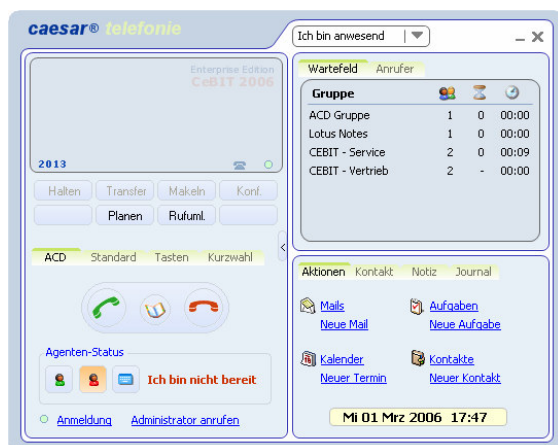 caesar® telefonie
Ich bin anwesend
Enterprise Edition
CeBIT 2006
2013
Halten Transfer Makeln Konf.
Planen Rufuml.
ACD Standard Tasten Kurzwahl
Agenten-Status
Ich bin nicht bereit
Anmeldung Administrator anrufen
Wartefeld Anrufer
Gruppe
ACD Gruppe 1 0 00:00
Lotus Notes 1 0 00:00
CEBIT - Service 2 0 00:09
CEBIT - Vertrieb 2 - 00:00
Aktionen Kontakt Notiz Journal
Mails Aufgaben
Neue Mail Neue Aufgabe
Kalender Kontakte
Neuer Termin Neuer Kontakt
Mi 01 Mrz 2006 17:47